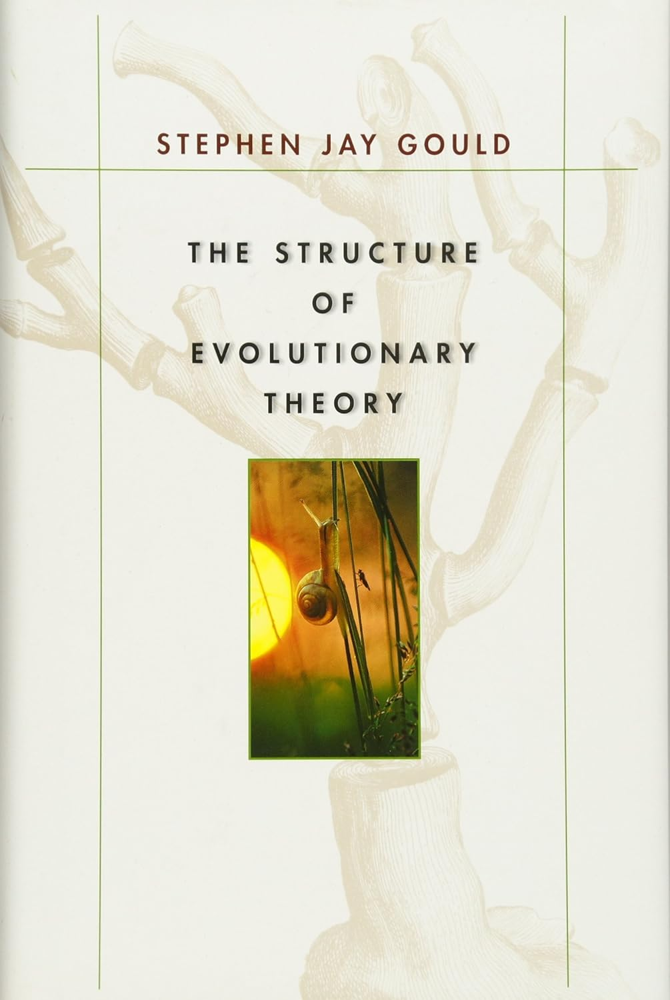 STEPHEN JAY GOULD
THE STRUCTURE
OF
EVOLUTIONARY
THEORY